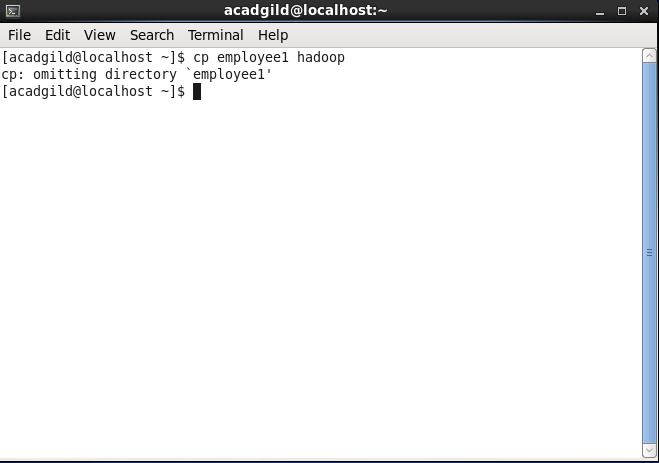 acadgild@localhost:~
File Edit View Search Terminal Help
[acadgild@localhost ~]$ cp employee1 hadoop
cp: omitting directory `employee1'
[acadgild@localhost ~]$